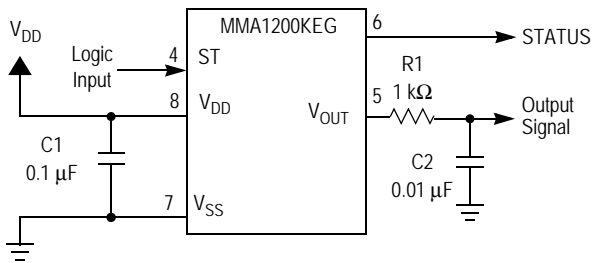 MMA1200KEG
V_DD
Logic
Input
4
ST
6
STATUS
R1
1 kΩ
8
V_DD
V_OUT
5
Output
Signal
C1
0.1 μF
C2
0.01 μF
7
V_SS